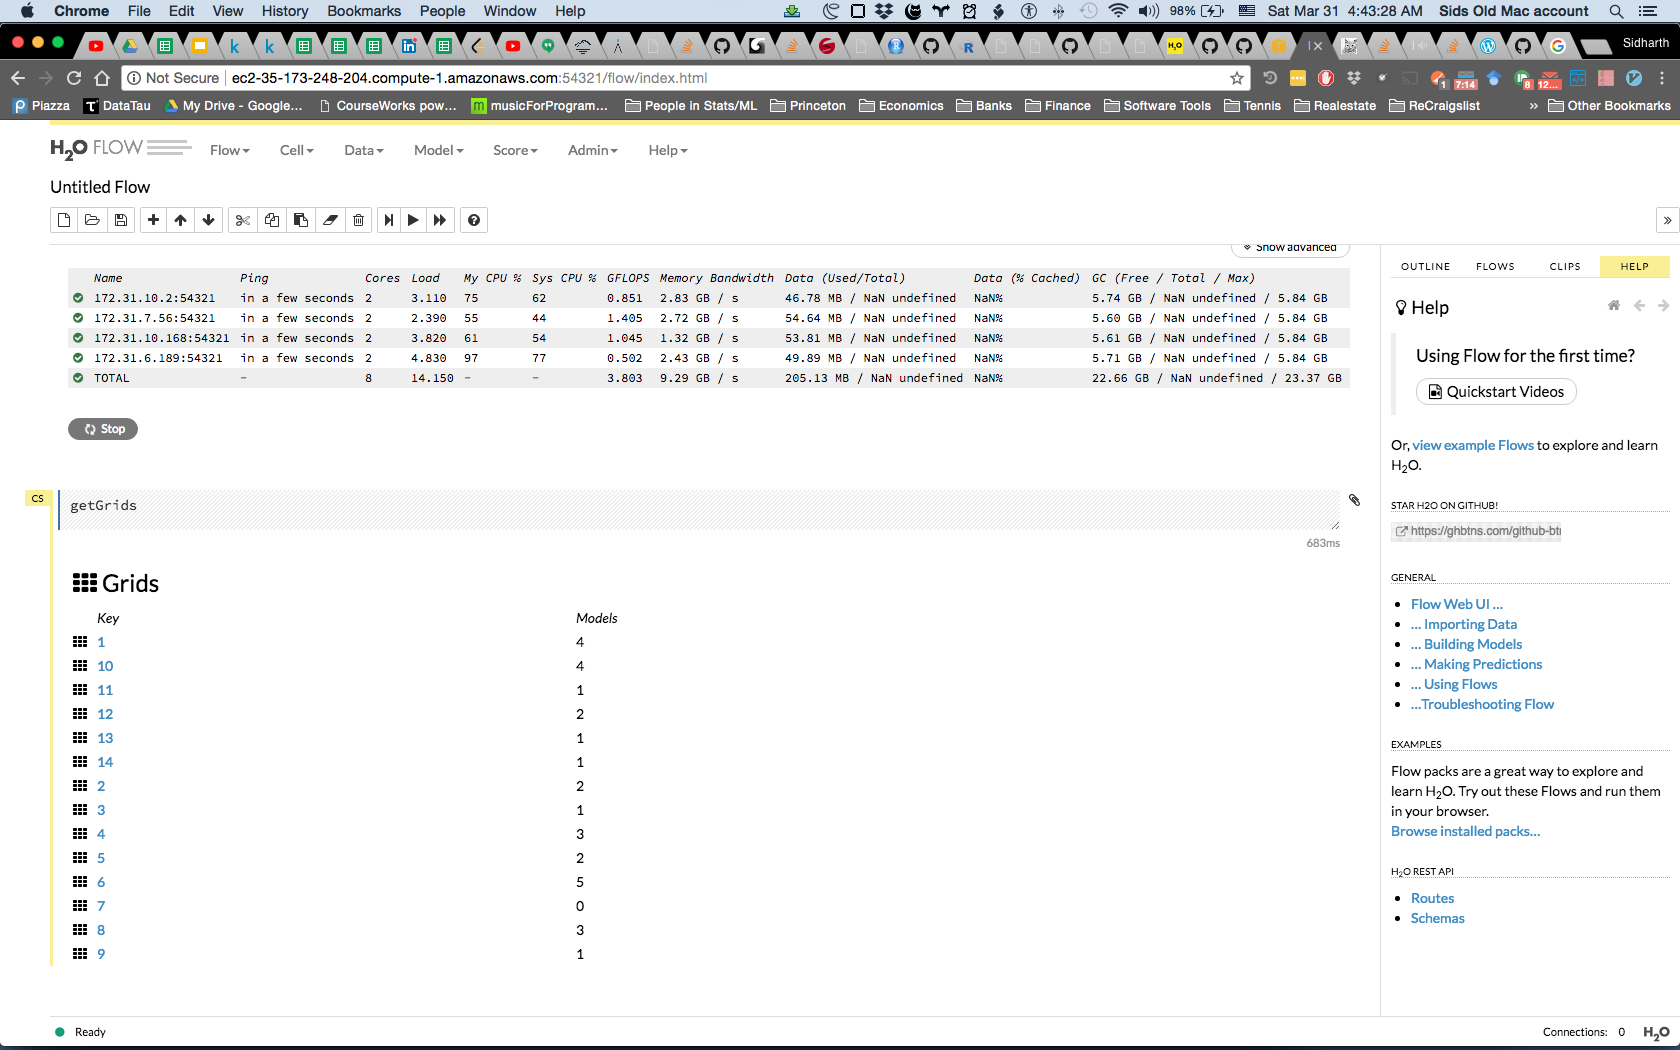 Chrome File Edit View History Bookmarks People Window Help 98% Sat Mar 31 4:43:28 AM Sids Old Mac account
Sidharth
Not Secure ec2-35-173-248-204.compute-1.amazonaws.com:54321/flow/index.html
Piazza DataTau My Drive - Google... CourseWorks pow... musicForProgram... People in Stats/ML Princeton Economics Banks Finance Software Tools Tennis Realestate ReCraigslist » Other Bookmarks
H2O FLOW Flow Cell Data Model Score Admin Help
Untitled Flow
Show advanced
Name Ping Cores Load My CPU % Sys CPU % GFLOPS Memory Bandwidth Data (Used/Total) Data (% Cached) GC (Free / Total / Max)
172.31.10.2:54321 in a few seconds 2 3.110 75 62 0.851 2.83 GB / s 46.78 MB / NaN undefined NaN% 5.74 GB / NaN undefined / 5.84 GB
172.31.7.56:54321 in a few seconds 2 2.390 55 44 1.405 2.72 GB / s 54.64 MB / NaN undefined NaN% 5.60 GB / NaN undefined / 5.84 GB
172.31.10.168:54321 in a few seconds 2 3.820 61 54 1.045 1.32 GB / s 53.81 MB / NaN undefined NaN% 5.61 GB / NaN undefined / 5.84 GB
172.31.6.189:54321 in a few seconds 2 4.830 97 77 0.502 2.43 GB / s 49.89 MB / NaN undefined NaN% 5.71 GB / NaN undefined / 5.84 GB
TOTAL - 8 14.150 - - 3.803 9.29 GB / s 205.13 MB / NaN undefined NaN% 22.66 GB / NaN undefined / 23.37 GB
Stop
CS
getGrids
683ms
Grids
Key Models
1 4
10 4
11 1
12 2
13 1
14 1
2 2
3 1
4 3
5 2
6 5
7 0
8 3
9 1
OUTLINE FLOWS CLIPS HELP
Help
Using Flow for the first time?
Quickstart Videos
Or, view example Flows to explore and learn
H2O.
STAR H2O ON GITHUB!
https://ghbtns.com/github-bt
GENERAL
Flow Web UI ...
... Importing Data
... Building Models
... Making Predictions
... Using Flows
...Troubleshooting Flow
EXAMPLES
Flow packs are a great way to explore and
learn H2O. Try out these Flows and run them
in your browser.
Browse installed packs...
H2O REST API
Routes
Schemas
Ready
Connections: 0 H2O